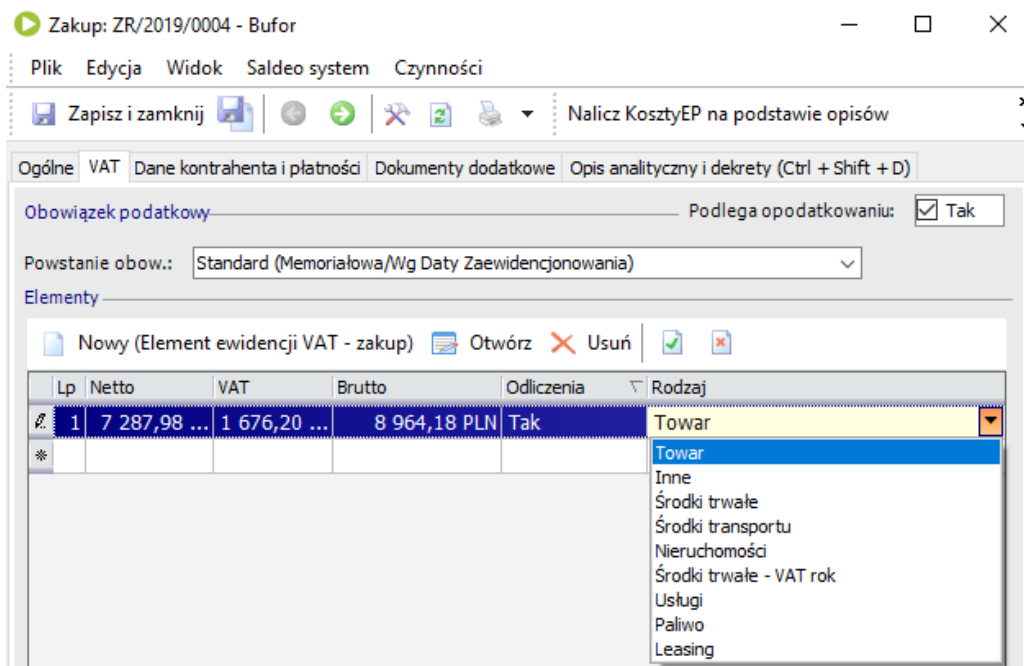 Zakup: ZR/2019/0004 - Bufor
Plik Edycja Widok Saldeo system Czynności
Zapisz i zamknij Nalicz KosztyEP na podstawie opisów
Ogólne VAT Dane kontrahenta i płatności Dokumenty dodatkowe Opis analityczny i dekrety (Ctrl + Shift + D)
Obowiązek podatkowy Podlega opodatkowaniu: Tak
Powstanie obow.: Standard (Memoriałowa/Wg Daty Zaewidencjonowania)
Elementy
Nowy (Element ewidencji VAT - zakup) Otwórz Usuń
Lp Netto VAT Brutto Odliczenia Rodzaj
1 7 287,98 ... 1 676,20 ... 8 964,18 PLN Tak Towar
Towar
Inne
Środki trwałe
Środki transportu
Nieruchomości
Środki trwałe - VAT rok
Usługi
Paliwo
Leasing